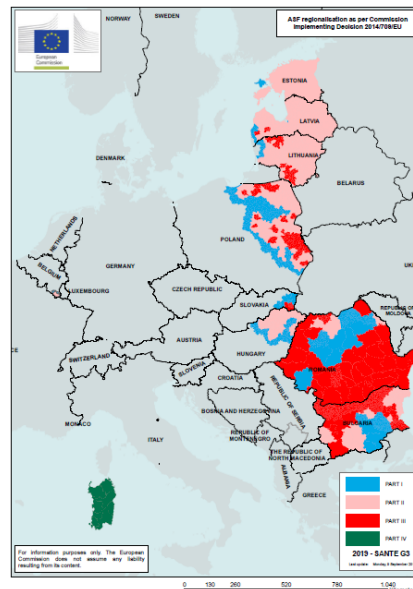 European
Commission
ASF regionalisation as per Commission
Implementing Decision 2014/709/EU
NORWAY
SWEDEN
ESTONIA
LATVIA
LITHUANIA
DENMARK
BELARUS
NETHERLANDS
POLAND
BELGIUM
GERMANY
LUXEMBOURG
CZECH REPUBLIC
SLOVAKIA
REPUBLIC OF
MOLDOVA
AUSTRIA
HUNGARY
SWITZERLAND
SLOVENIA
ROMANIA
CROATIA
BOSNIA AND HERZEGOVINA
REPUBLIC OF SERBIA
MONACO
ITALY
REPUBLIC OF
MONTENEGRO
BULGARIA
THE REPUBLIC OF
NORTH MACEDONIA
ALBANIA
GREECE
PART I
PART II
PART III
PART IV
2019 - SANTE G3
For information purposes only. The European
Commission does not assume any liability
resulting from its content.
0 130 260 520 780 1.040